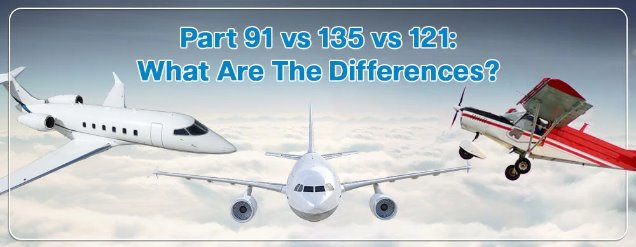 Part 91 vs 135 vs 121:
What Are The Differences?